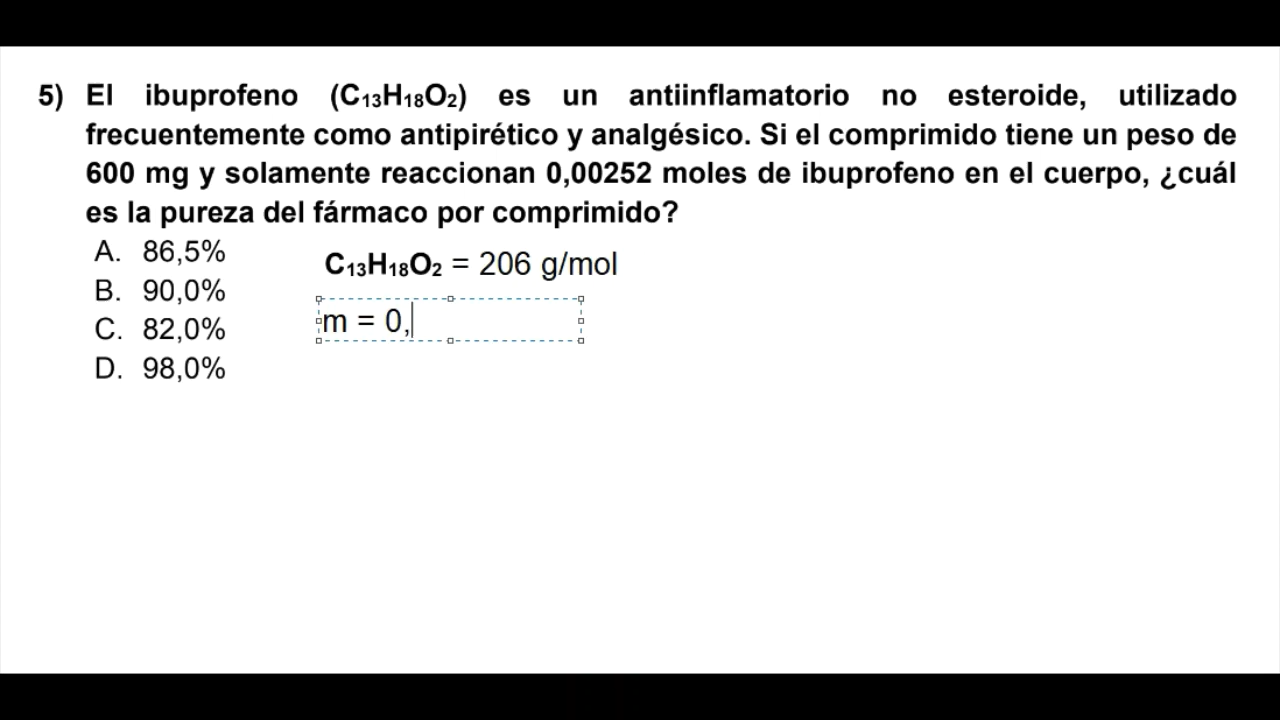 5) El ibuprofeno (C₁₃H₁₈O₂) es un antiinflamatorio no esteroide, utilizado
frecuentemente como antipirético y analgésico. Si el comprimido tiene un peso de
600 mg y solamente reaccionan 0,00252 moles de ibuprofeno en el cuerpo, ¿cuál
es la pureza del fármaco por comprimido?
A. 86,5%
B. 90,0%
C. 82,0%
D. 98,0%
C₁₃H₁₈O₂ = 206 g/mol
m = 0,